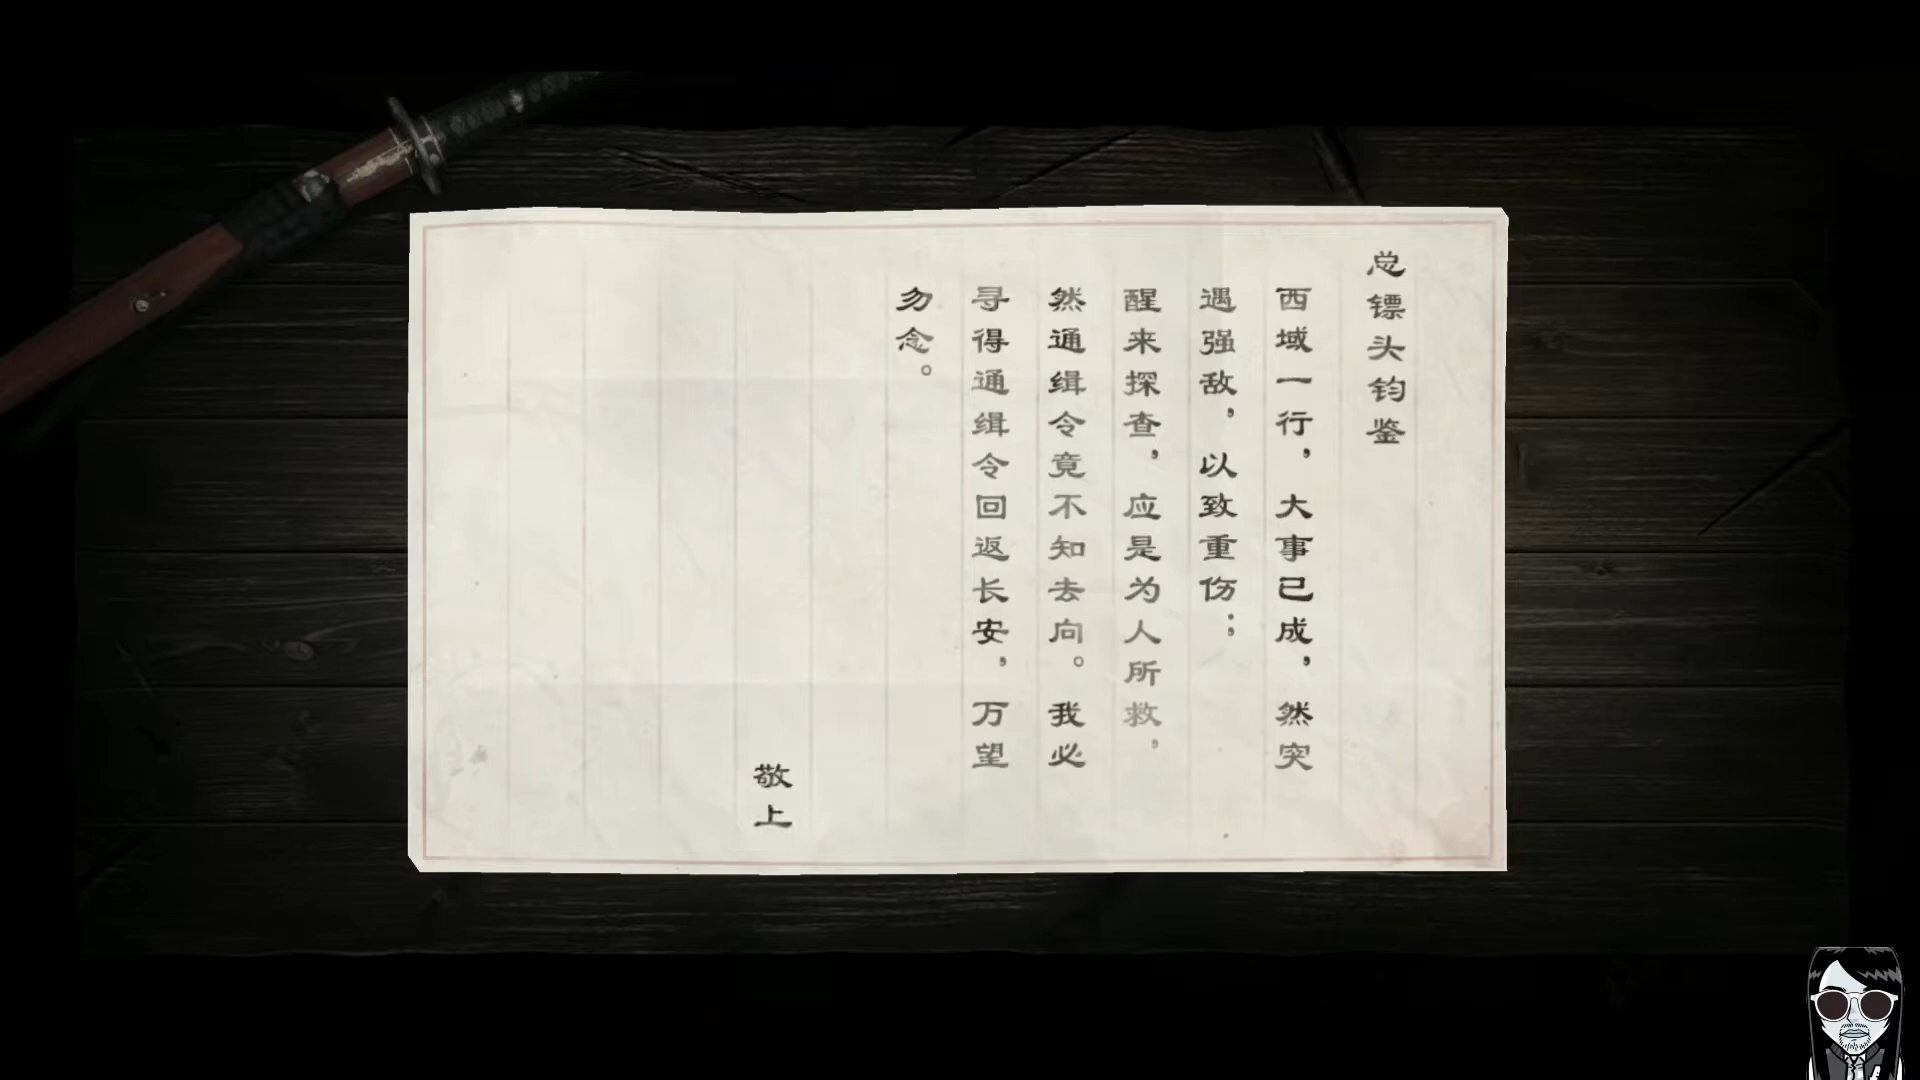 总镖头钧鉴
西域一行，大事已成，然突
遇强敌，以致重伤；
醒来探查，应是为人所救，
然通缉令竟不知去向。我必
寻得通缉令回返长安，万望
勿念。
敬上